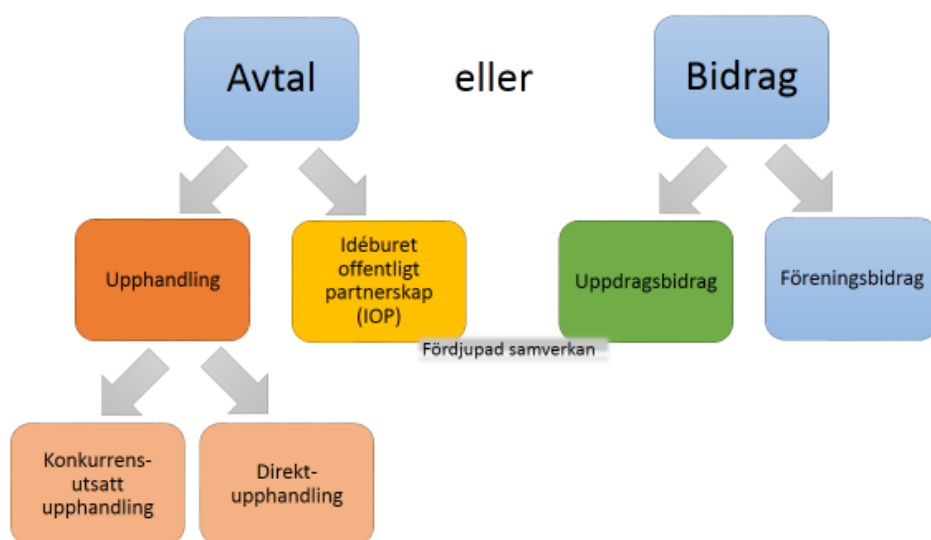 Avtal
eller
Bidrag
Upphandling
Idéburet
offentligt
partnerskap
(IOP)
Uppdragsbidrag
Föreningsbidrag
Fördjupad samverkan
Konkurrens-
utsatt
upphandling
Direkt-
upphandling